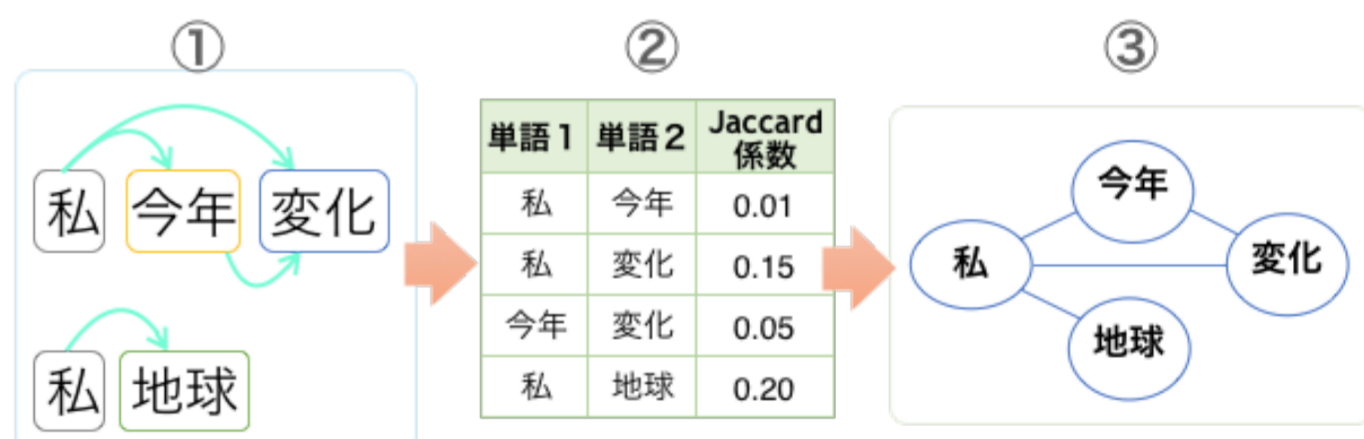 ①
②
③
私 今年 変化
私 地球
単語1 単語2 Jaccard
係数
私 今年 0.01
私 変化 0.15
今年 変化 0.05
私 地球 0.20
今年
私
変化
地球